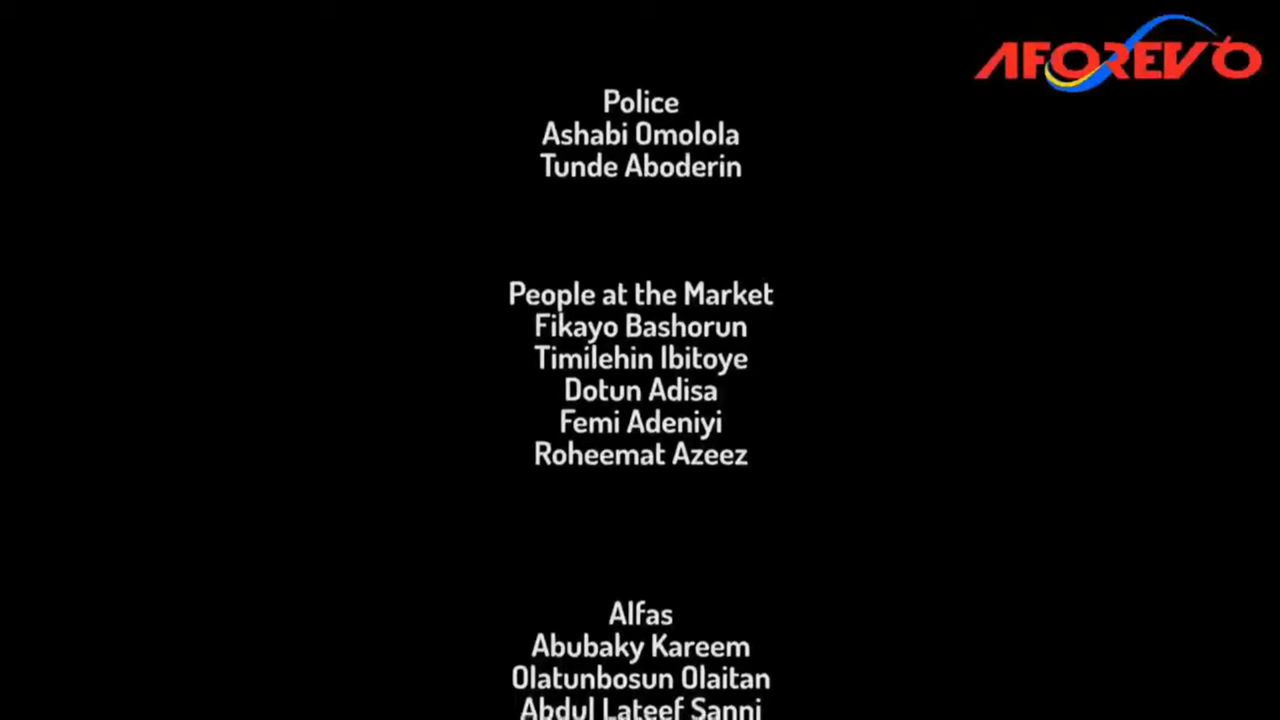 AFOREVO
Police
Ashabi Omolola
Tunde Aboderin
People at the Market
Fikayo Bashorun
Timilehin Ibitoye
Dotun Adisa
Femi Adeniyi
Roheemat Azeez
Alfas
Abubaky Kareem
Olatunbosun Olaitan
Abdul Lateef Sanni